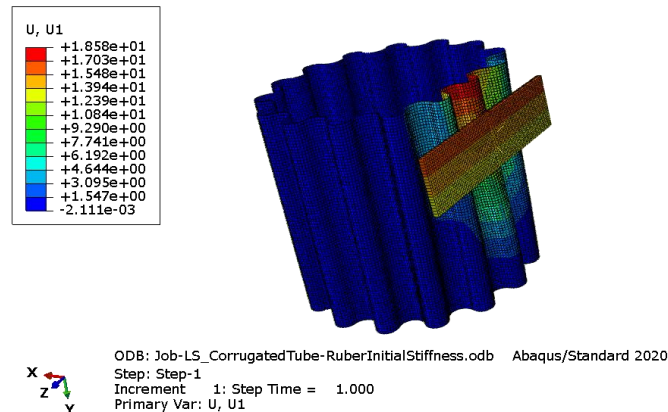 U, U1
+1.858e+01
+1.703e+01
+1.548e+01
+1.394e+01
+1.239e+01
+1.084e+01
+9.290e+00
+7.741e+00
+6.192e+00
+4.644e+00
+3.095e+00
+1.547e+00
-2.111e-03
ODB: Job-LS_CorrugatedTube-RuberInitialStiffness.odb Abaqus/Standard 2020
X
Z
Y
Step: Step-1
Increment 1: Step Time = 1.000
Primary Var: U, U1